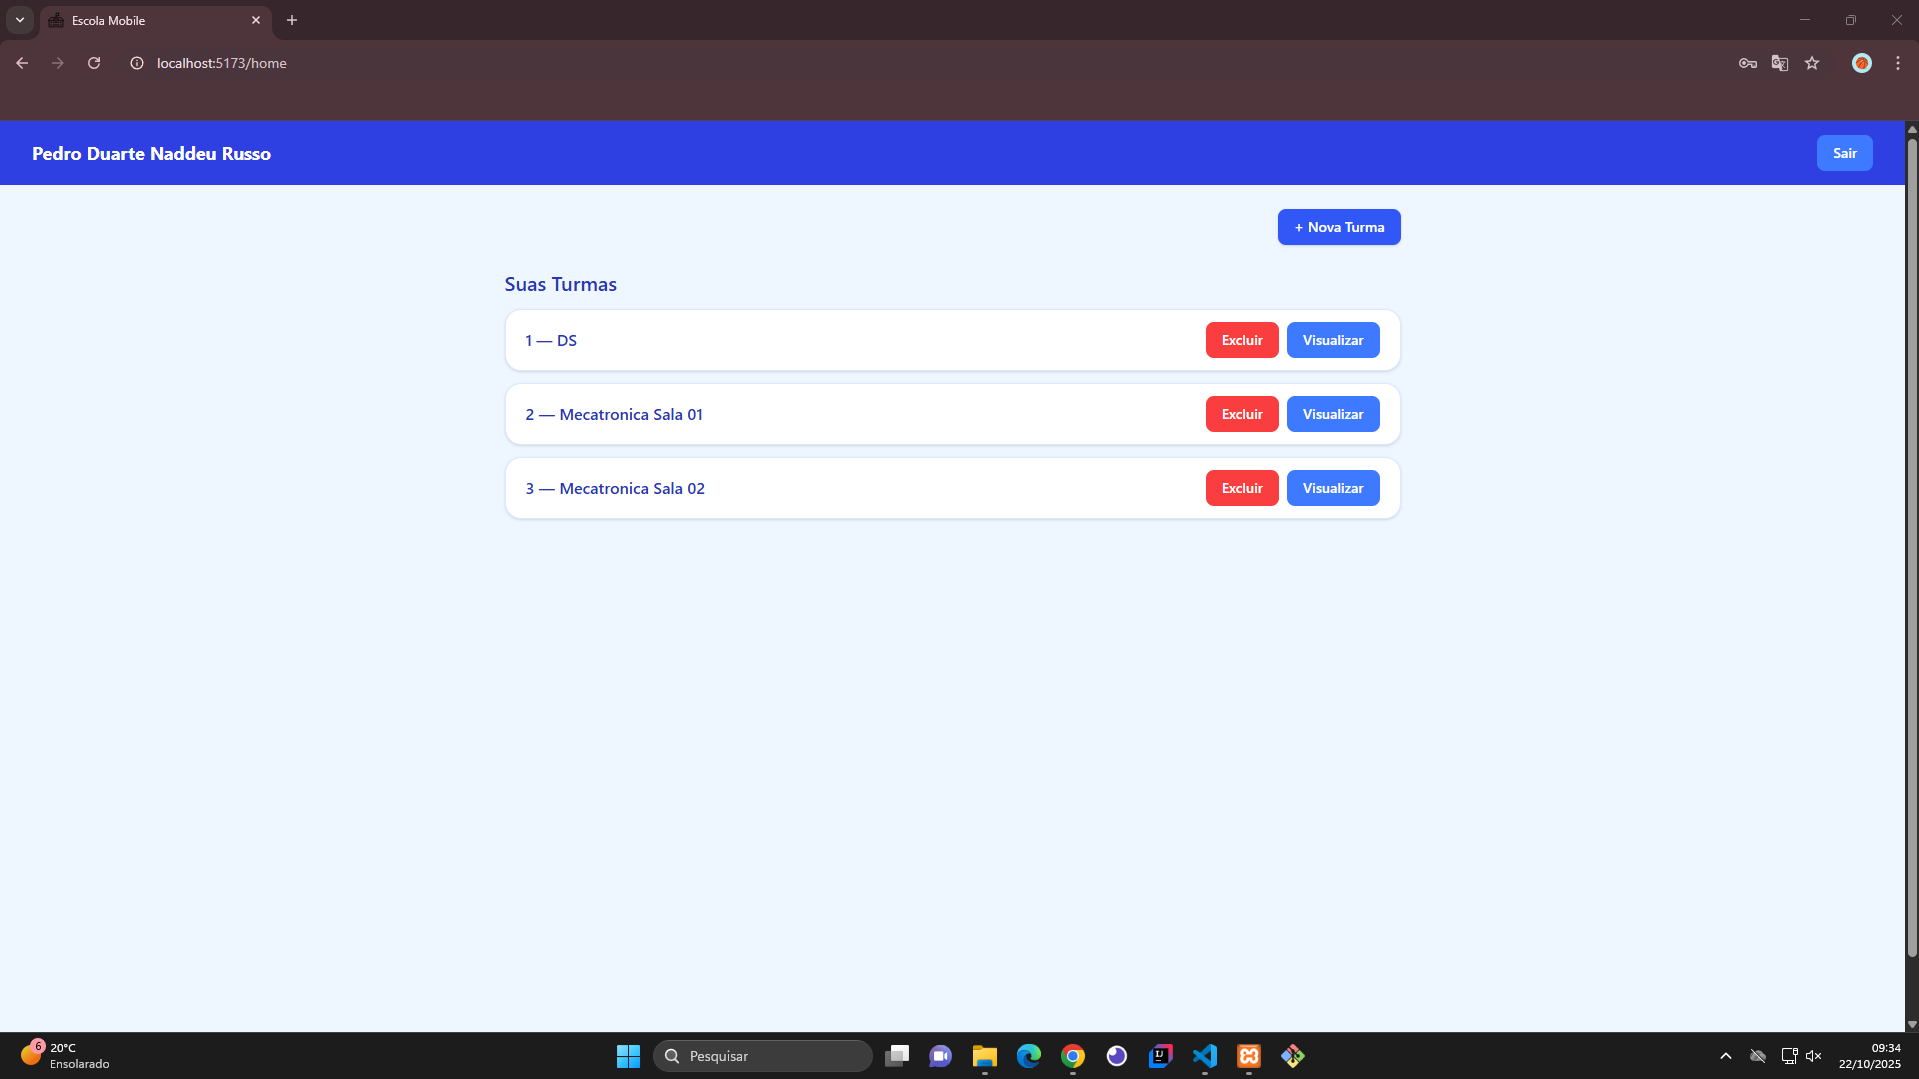 Escola Mobile
localhost:5173/home
Pedro Duarte Naddeu Russo
Sair
+ Nova Turma
Suas Turmas
1 — DS
Excluir
Visualizar
2 — Mecatronica Sala 01
Excluir
Visualizar
3 — Mecatronica Sala 02
Excluir
Visualizar
6
20°C
Ensolarado
Pesquisar
09:34
22/10/2025